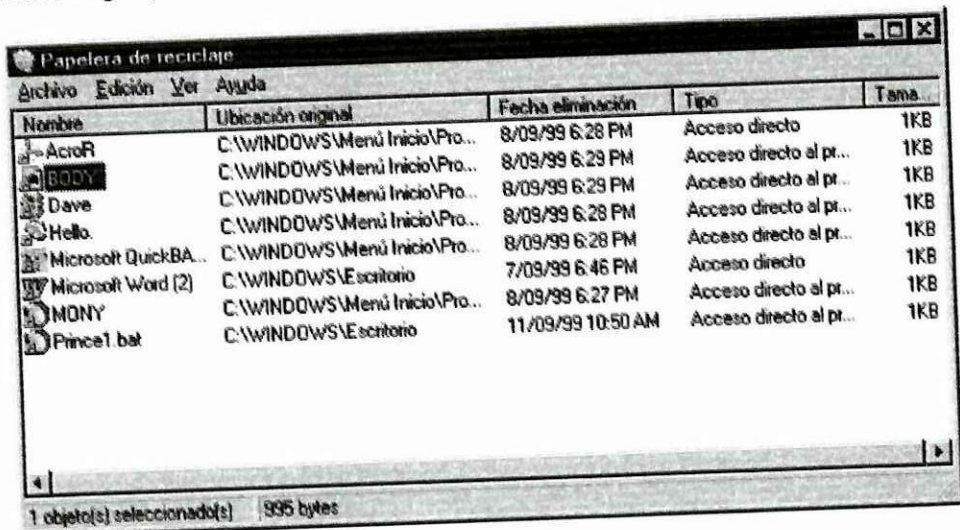 Papelera de reciclaje
Archivo Edición Ver Ayuda
Nombre Ubicación original Fecha eliminación Tipo Tama...
AcroR C:\WINDOWS\Menú Inicio\Pro... 8/09/99 6:28 PM Acceso directo 1KB
BODY C:\WINDOWS\Menú Inicio\Pro... 8/09/99 6:29 PM Acceso directo al pr... 1KB
Dave C:\WINDOWS\Menú Inicio\Pro... 8/09/99 6:29 PM Acceso directo al pr... 1KB
Hello. C:\WINDOWS\Menú Inicio\Pro... 8/09/99 6:28 PM Acceso directo al pr... 1KB
Microsoft QuickBA... C:\WINDOWS\Menú Inicio\Pro... 8/09/99 6:28 PM Acceso directo al pr... 1KB
Microsoft Word (2) C:\WINDOWS\Escritorio 7/09/99 6:46 PM Acceso directo 1KB
MONY C:\WINDOWS\Menú Inicio\Pro... 8/09/99 6:27 PM Acceso directo al pr... 1KB
Prince1.bat C:\WINDOWS\Escritorio 11/09/99 10:50 AM Acceso directo al pr... 1KB
1 objeto(s) seleccionado(s) 995 bytes